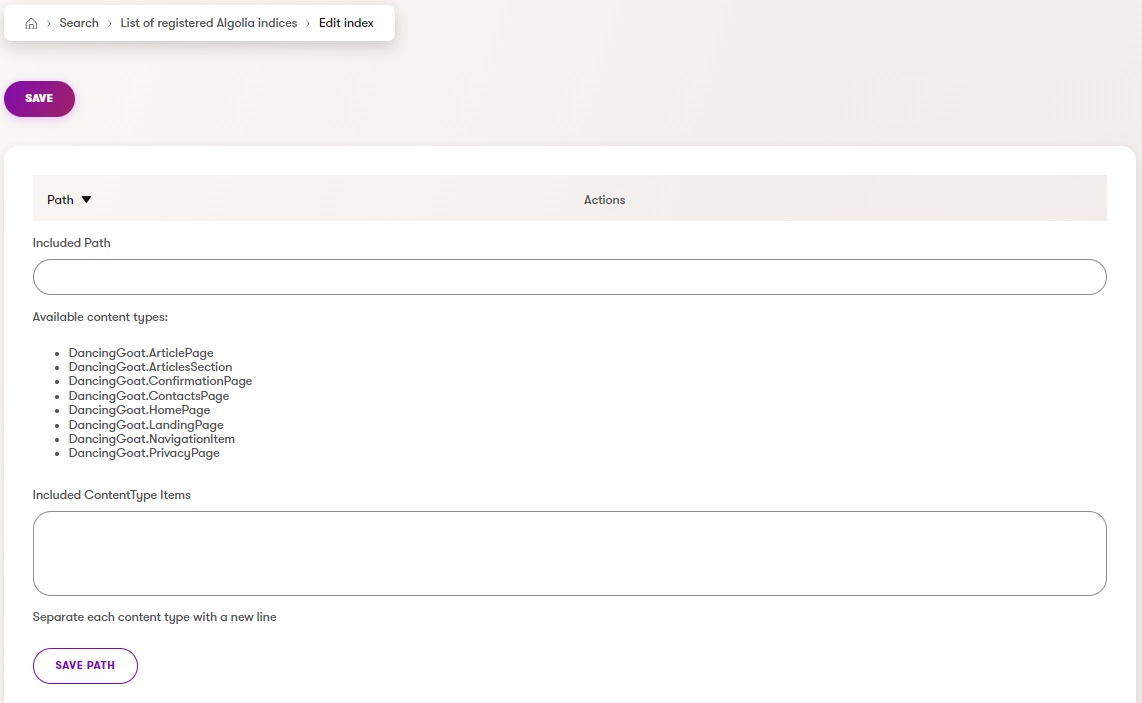 Search > List of registered Algolia indices > Edit index
SAVE
Path Actions
Included Path
Available content types:
DancingGoat.ArticlePage
DancingGoat.ArticlesSection
DancingGoat.ConfirmationPage
DancingGoat.ContactsPage
DancingGoat.HomePage
DancingGoat.LandingPage
DancingGoat.NavigationItem
DancingGoat.PrivacyPage
Included ContentType Items
Separate each content type with a new line
SAVE PATH